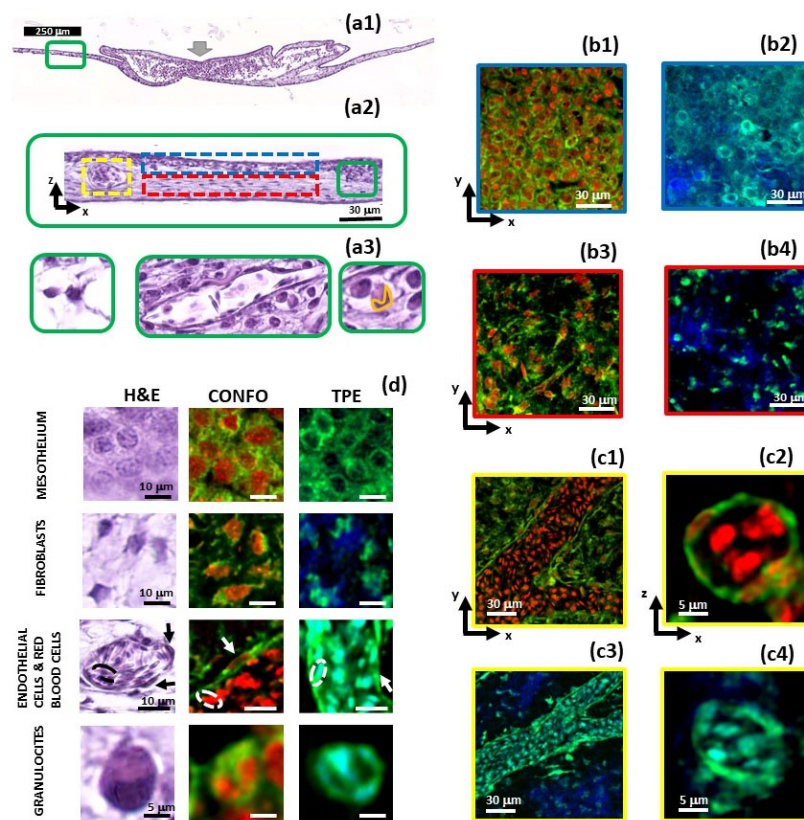 (a1)
250 μm
(a2)
z
x
30 μm
(a3)
(d)
H&E
CONFO
TPE
MESOTHELIUM
10 μm
FIBROBLASTS
10 μm
ENDOTHELIAL
CELLS & RED
BLOOD CELLS
10 μm
GRANULOCITES
5 μm
(b1)
(b2)
y
x
30 μm
30 μm
(b3)
(b4)
y
x
30 μm
30 μm
(c1)
(c2)
y
x
30 μm
z
x
5 μm
(c3)
(c4)
30 μm
5 μm